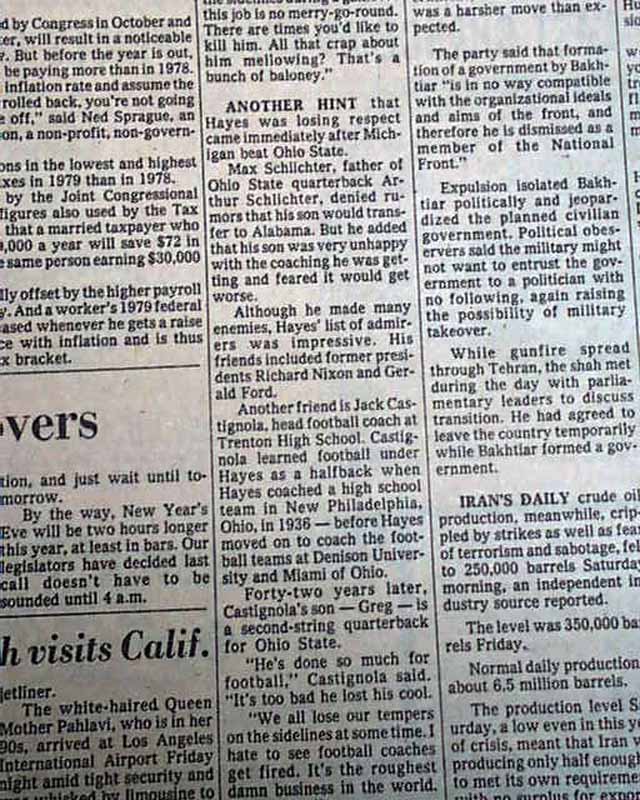 d by Congress in October and
er, will result in a noticeable
y. But before the year is out,
be paying more than in 1978.
inflation rate and assume the
rolled back, you're not going
e off," said Ned Sprague, an
on, a non-profit, non-govern-
ons in the lowest and highest
xes in 1979 than in 1978.
by the Joint Congressional
figures also used by the Tax
that a married taxpayer who
,000 a year will save $72 in
e same person earning $30,000
lly offset by the higher payroll
y. And a worker's 1979 federal
ased whenever he gets a raise
ce with inflation and is thus
x bracket.
vers
tion, and just wait until to-
morrow.
By the way, New Year's
Eve will be two hours longer
this year, at least in bars. Our
legislators have decided last
call doesn't have to be
sounded until 4 a.m.
h visits Calif.
jetliner.
The white-haired Queen
Mother Pahlavi, who is in her
90s, arrived at Los Angeles
International Airport Friday
night amid tight security and
whisked by limousine to
this job is no merry-go-round.
There are times you'd like to
kill him. All that crap about
him mellowing? That's a
bunch of baloney."
ANOTHER HINT that
Hayes was losing respect
came immediately after Mich-
igan beat Ohio State.
Max Schlichter, father of
Ohio State quarterback Ar-
thur Schlichter, denied ru-
mors that his son would trans-
fer to Alabama. But he added
that his son was very unhappy
with the coaching he was get-
ting and feared it would get
worse.
Although he made many
enemies, Hayes' list of admir-
ers was impressive. His
friends included former presi-
dents Richard Nixon and Ger-
ald Ford.
Another friend is Jack Cas-
tignola, head football coach at
Trenton High School. Castig-
nola learned football under
Hayes as a halfback when
Hayes coached a high school
team in New Philadelphia,
Ohio, in 1936 — before Hayes
moved on to coach the foot-
ball teams at Denison Univer-
sity and Miami of Ohio.
Forty-two years later,
Castignola's son — Greg — is
a second-string quarterback
for Ohio State.
"He's done so much for
football," Castignola said.
"It's too bad he lost his cool.
"We all lose our tempers
on the sidelines at some time. I
hate to see football coaches
get fired. It's the roughest
damn business in the world.
was a harsher move than ex-
pected.
The party said that forma-
tion of a government by Bakh-
tiar "is in no way compatible
with the organizational ideals
and aims of the front, and
therefore he is dismissed as a
member of the National
Front."
Expulsion isolated Bakh-
tiar politically and jeopar-
dized the planned civilian
government. Political obes-
ervers said the military might
not want to entrust the gov-
ernment to a politician with
no following, again raising
the possibility of military
takeover.
While gunfire spread
through Tehran, the shah met
during the day with parlia-
mentary leaders to discuss
transition. He had agreed to
leave the country temporarily
while Bakhtiar formed a gov-
ernment.
IRAN'S DAILY crude oil
production, meanwhile, crip-
pled by strikes as well as fear
of terrorism and sabotage, fel
to 250,000 barrels Saturday
morning, an independent in
dustry source reported.
The level was 350,000 ba
rels Friday.
Normal daily production
about 6.5 million barrels.
The production level S
urday, a low even in this y
of crisis, meant that Iran w
producing only half enoug
to met its own requireme
with no surplus for expor